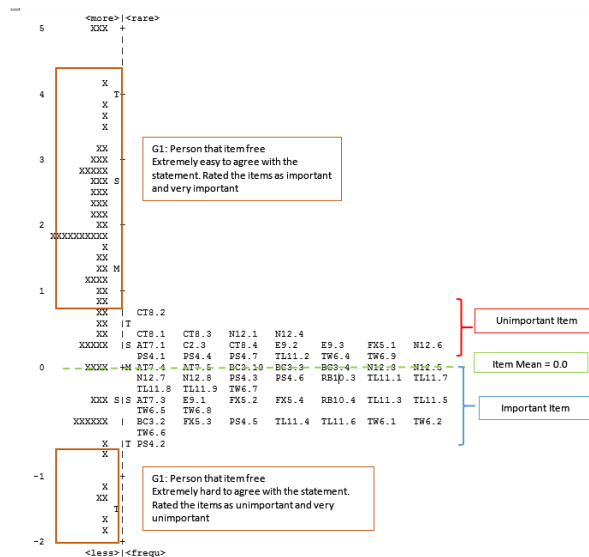 <more>|<rare>
5 XXX +
X |
4 X T+
X |
X |
X |
XX |
3 XXX +
XXXXX |
XXX S|
XXX |
XXX |
XX |
2 XX +
XXXXXXXXXX |
X |
XX |
XX M|
XXXX |
1 XX +
XX |
XX | CT8.2
XX |T
XX | CT8.1 CT8.3 N12.1 N12.4
XXXXX |S AT7.1 C2.3 CT8.4 E9.2 E9.3 FX5.1 N12.6
| PS4.1 PS4.4 PS4.7 TL11.2 TW6.4 TW6.9
0 XXXX +M AT7.4 AT7.5 BC3.10 BC3.3 BC3.4 N12.3 N12.5
| N12.7 N12.8 PS4.3 PS4.6 RB10.3 TL11.1 TL11.7
| TL11.8 TL11.9 TW6.7
XXX S|S AT7.3 E9.1 FX5.2 FX5.4 RB10.4 TL11.3 TL11.5
| TW6.5 TW6.8
XXXXXX | BC3.2 FX5.3 PS4.5 TL11.4 TL11.6 TW6.1 TW6.2
| TW6.6
X |T PS4.2
X |
-1 +
X |
XX |
T|
X |
X |
-2 +
<less>|<frequ>
G1: Person that item free
Extremely easy to agree with the
statement. Rated the items as important
and very important
Unimportant Item
Item Mean = 0.0
Important Item
G1: Person that item free
Extremely hard to agree with the statement.
Rated the items as unimportant and very
unimportant